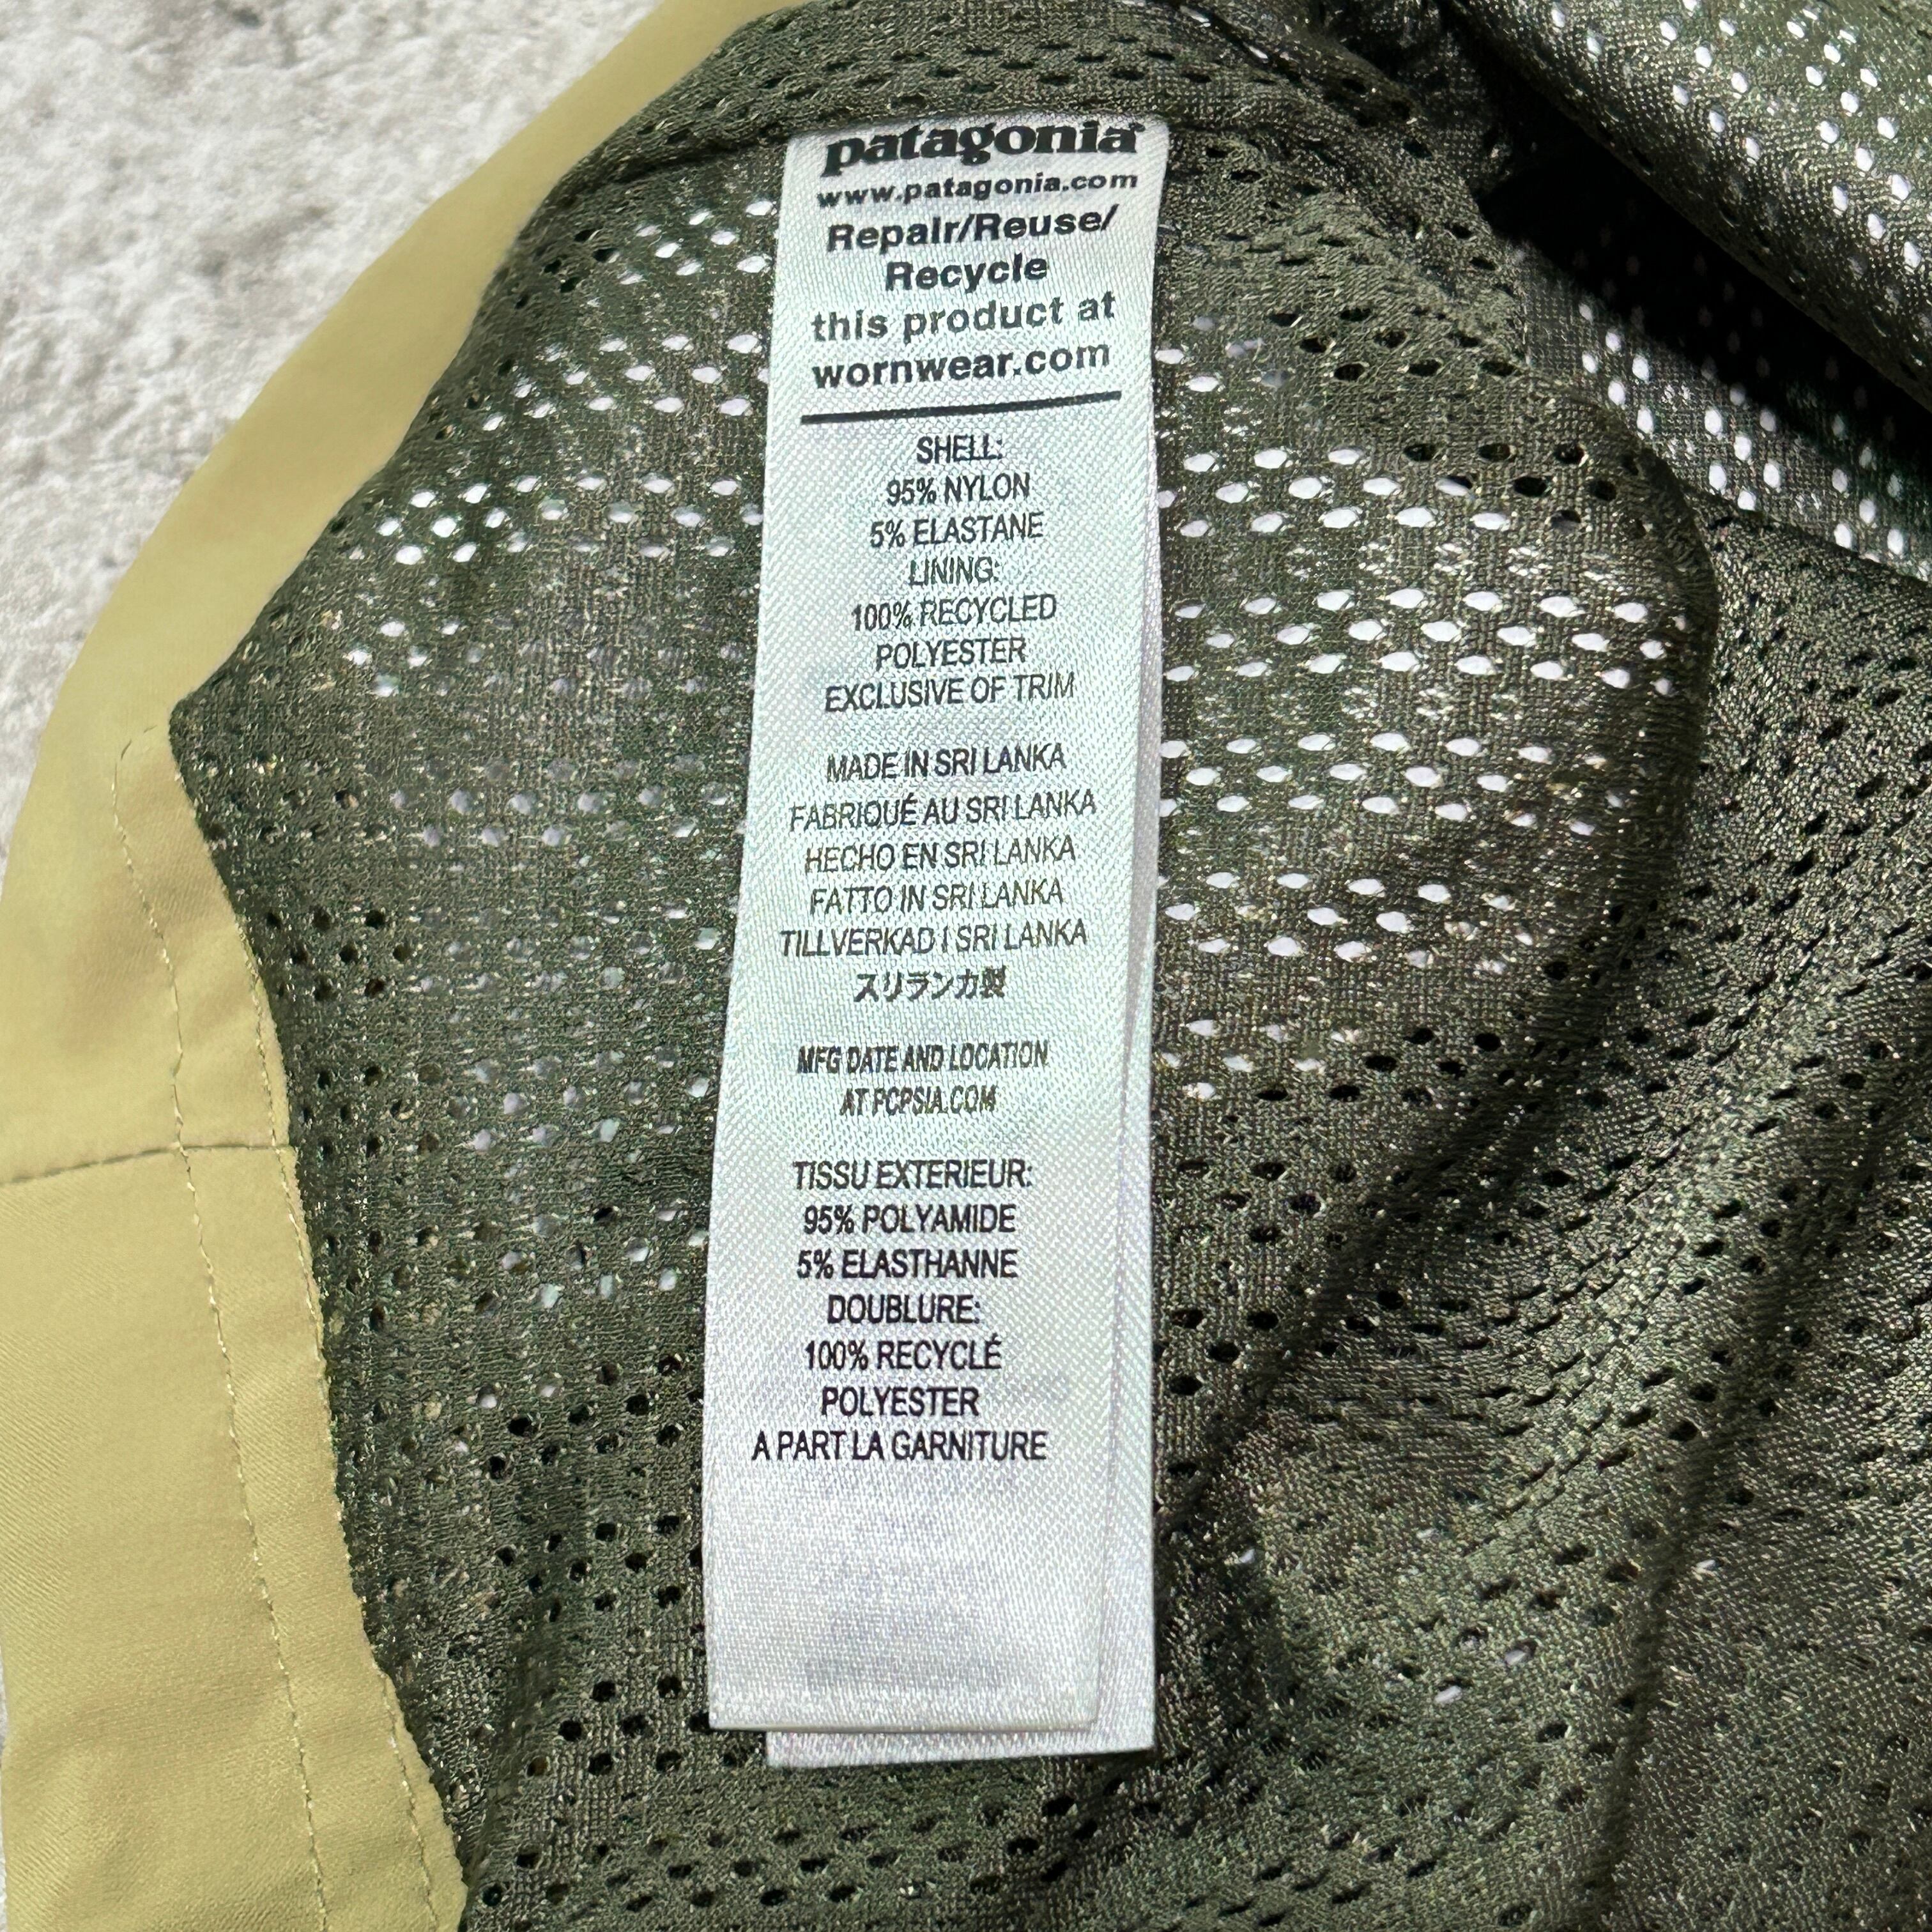 patagonia®
www.patagonia.com
Repair/Reuse/
Recycle
this product at
wornwear.com
SHELL:
95% NYLON
5% ELASTANE
LINING:
100% RECYCLED
POLYESTER
EXCLUSIVE OF TRIM
MADE IN SRI LANKA
FABRIQUÉ AU SRI LANKA
HECHO EN SRI LANKA
FATTO IN SRI LANKA
TILLVERKAD I SRI LANKA
スリランカ製
MFG DATE AND LOCATION
AT PCPSIA.COM
TISSU EXTERIEUR:
95% POLYAMIDE
5% ELASTHANNE
DOUBLURE:
100% RECYCLÉ
POLYESTER
A PART LA GARNITURE